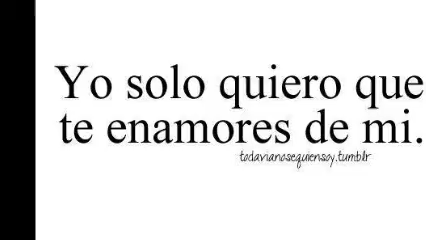 Yo solo quiero que
te enamores de mi.
todavianosequiensoy.tumblr